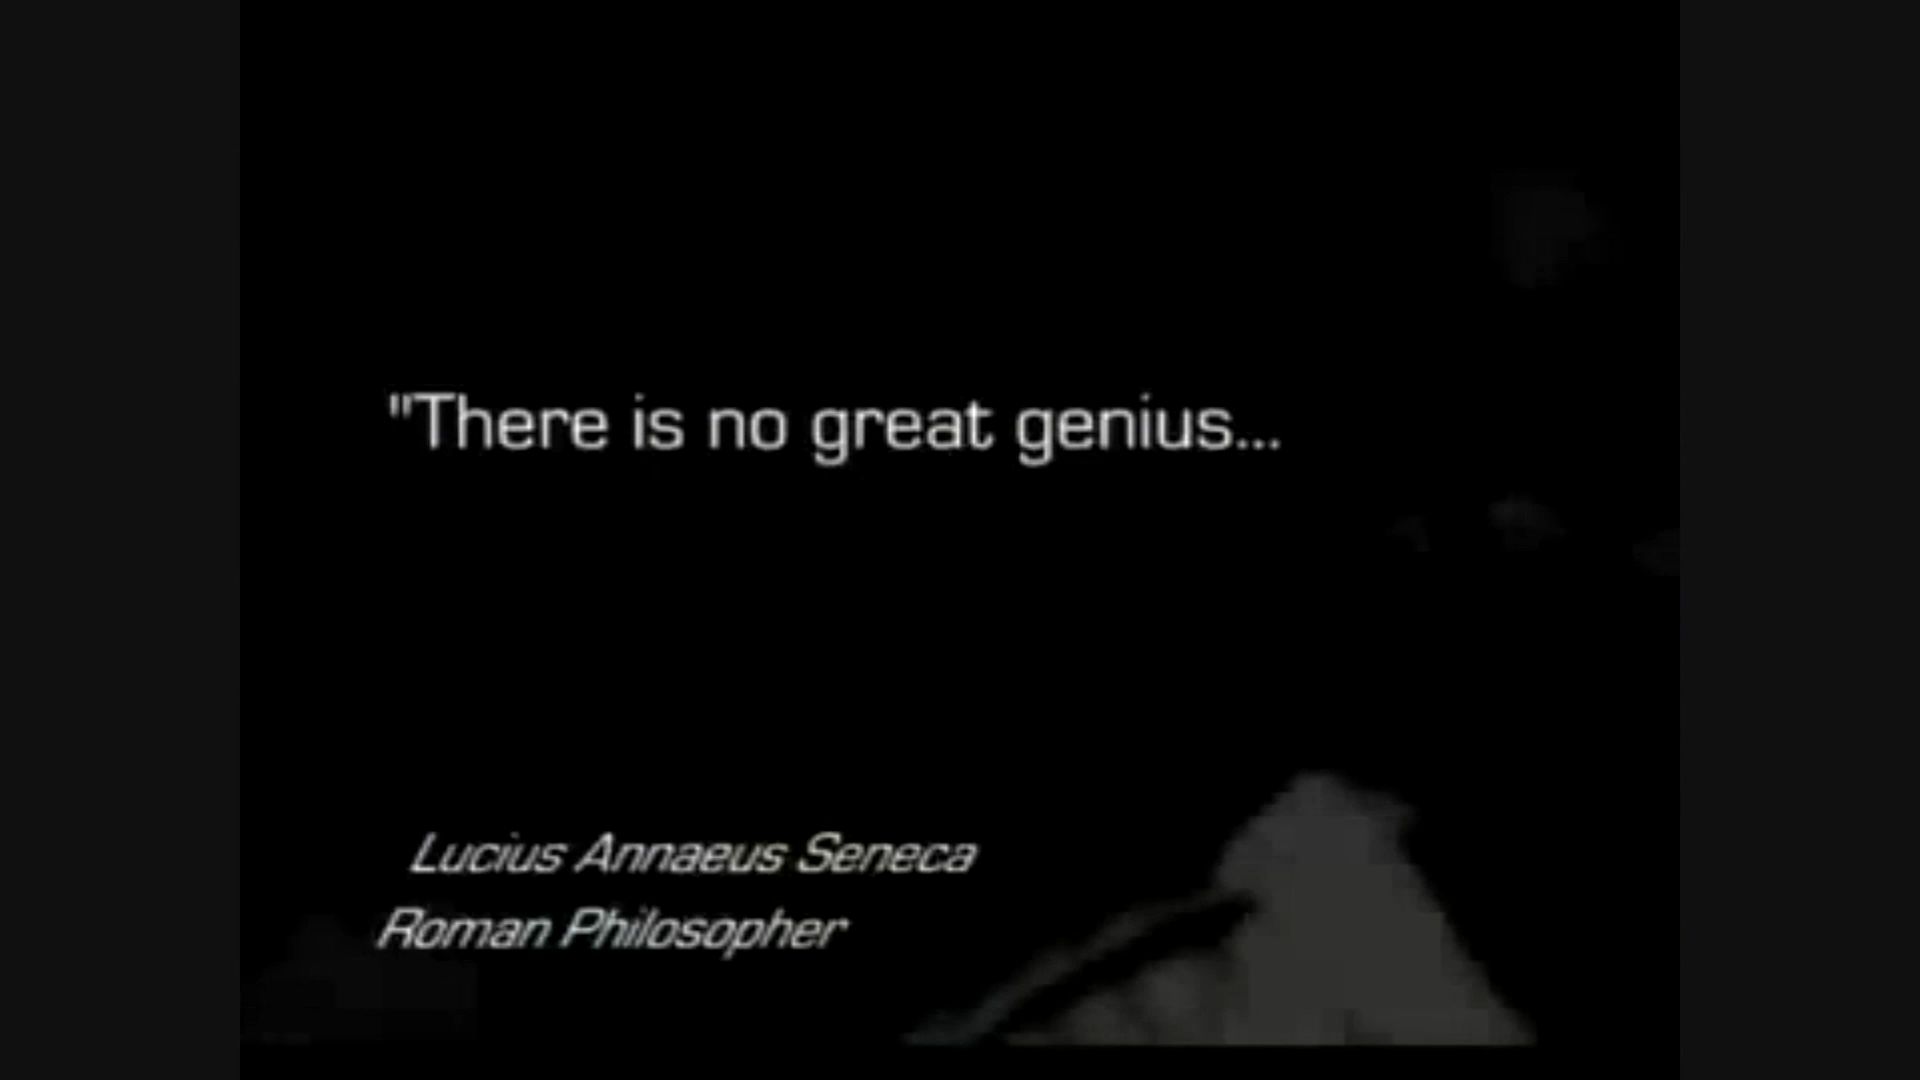 "There is no great genius...
Lucius Annaeus Seneca
Roman Philosopher